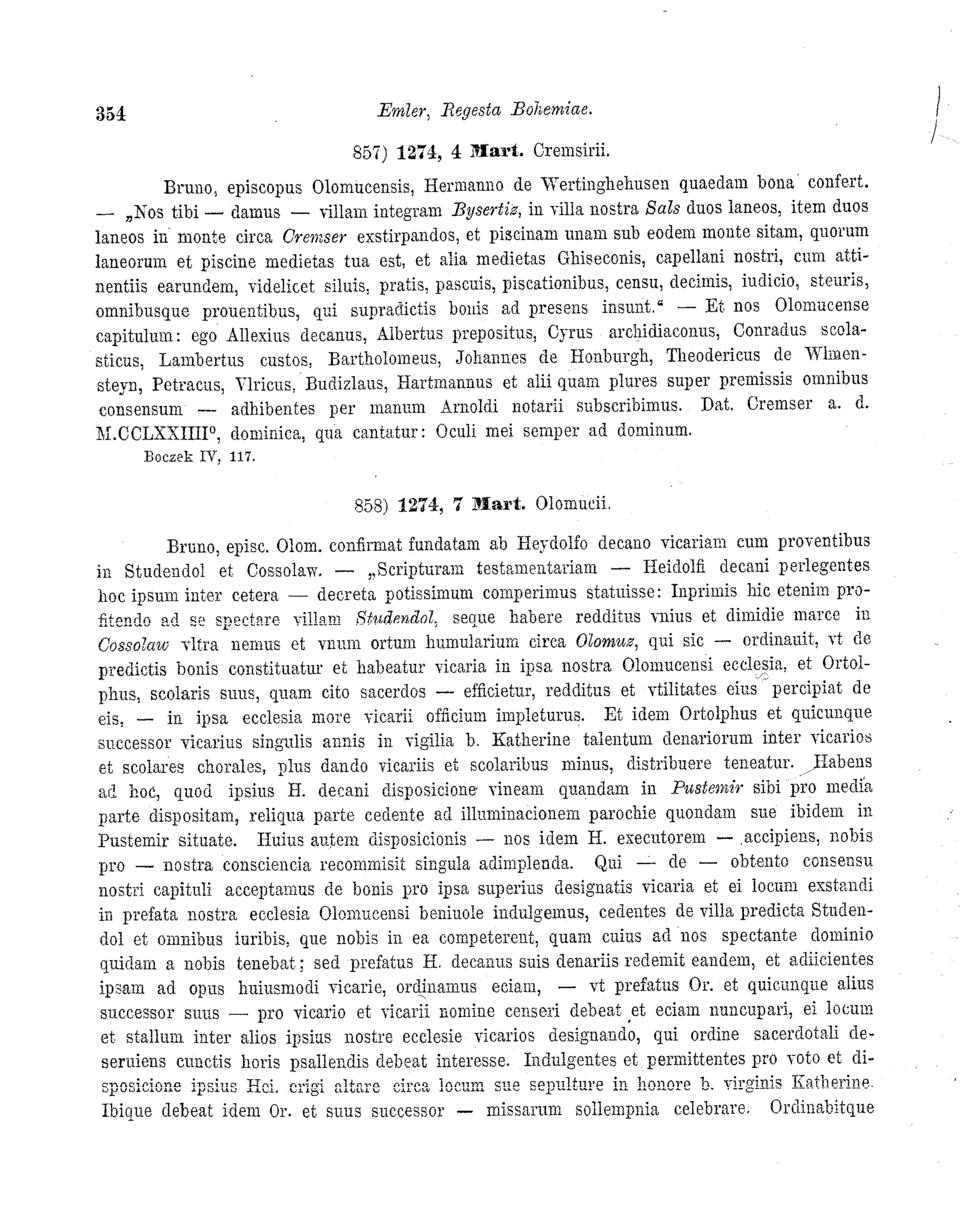 354
Emler, Regesta Bohemiae.
857) 1274, 4 Mart. Cremsirii.
Bruno, episcopus Olomucensis, Hermanno de Wertinghehusen quaedam bona confert.
— „Nos tibi — damus — villam integram Bysertiz, in villa nostra Sals duos laneos, item duos
laneos in monte circa Cremser exstirpandos, et piscinam unam sub eodem monte sitam, quorum
laneorum et piscine medietas tua est, et alia medietas Ghiseconis, capellani nostri, cum atti-
nentiis earundem, videlicet siluis, pratis, pascuis, piscationibus, censu, decimis, iudicio, steuris,
omnibusque prouentibus, qui supradictis bonis ad presens insunt.“ — Et nos Olomucense
capitulum: ego Allexius decanus, Albertus prepositus, Cyrus archidiaconus, Conradus scola-
sticus, Lambertus custos, Bartholomeus, Johannes de Honburgh, Theodericus de Wlmen-
steyn, Petracus, Vlricus, Budizlaus, Hartmannus et alii quam plures super premissis omnibus
consensum — adhibentes per manum Arnoldi notarii subscribimus. Dat. Cremser a. d.
M.CCLXXIIII⁰, dominica, qua cantatur: Oculi mei semper ad dominum.
Boczek IV, 117.
858) 1274, 7 Mart. Olomucii.
Bruno, episc. Olom. confirmat fundatam ab Heydolfo decano vicariam cum proventibus
in Studendol et Cossolaw. — „Scripturam testamentariam — Heidolfi decani perlegentes
hoc ipsum inter cetera — decreta potissimum comperimus statuisse: Inprimis hic etenim pro-
fitendo ad se spectare villam Studendol, seque habere redditus vnius et dimidie marce in
Cossolaw vltra nemus et vnum ortum humularium circa Olomuz, qui sic — ordinauit, vt de
predictis bonis constituatur et habeatur vicaria in ipsa nostra Olomucensi ecclesia, et Ortol-
phus, scolaris suus, quam cito sacerdos — efficietur, redditus et vtilitates eius percipiat de
eis, — in ipsa ecclesia more vicarii officium impleturus. Et idem Ortolphus et quicunque
successor vicarius singulis annis in vigilia b. Katherine talentum denariorum inter vicarios
et scolares chorales, plus dando vicariis et scolaribus minus, distribuere teneatur. Habens
ad hoc, quod ipsius H. decani disposicione vineam quandam in Pustemir sibi pro media
parte dispositam, reliqua parte cedente ad illuminacionem parochie quondam sue ibidem in
Pustemir situate. Huius autem disposicionis — nos idem H. executorem — accipiens, nobis
pro — nostra consciencia recommisit singula adimplenda. Qui — de — obtento consensu
nostri capituli acceptamus de bonis pro ipsa superius designatis vicaria et ei locum exstandi
in prefata nostra ecclesia Olomucensi beniuole indulgemus, cedentes de villa predicta Studen-
dol et omnibus iuribis, que nobis in ea competerent, quam cuius ad nos spectante dominio
quidam a nobis tenebat; sed prefatus H. decanus suis denariis redemit eandem, et adiicientes
ipsam ad opus huiusmodi vicarie, ordinamus eciam, — vt prefatus Or. et quicunque alius
successor suus — pro vicario et vicarii nomine censeri debeat et eciam nuncupari, ei locum
et stallum inter alios ipsius nostre ecclesie vicarios designando, qui ordine sacerdotali de-
seruiens cunctis horis psallendis debeat interesse. Indulgentes et permittentes pro voto et di-
sposicione ipsius Hei. erigi altare circa locum sue sepulture in honore b. virginis Katherine.
Ibique debeat idem Or. et suus successor — missarum sollempnia celebrare. Ordinabitque